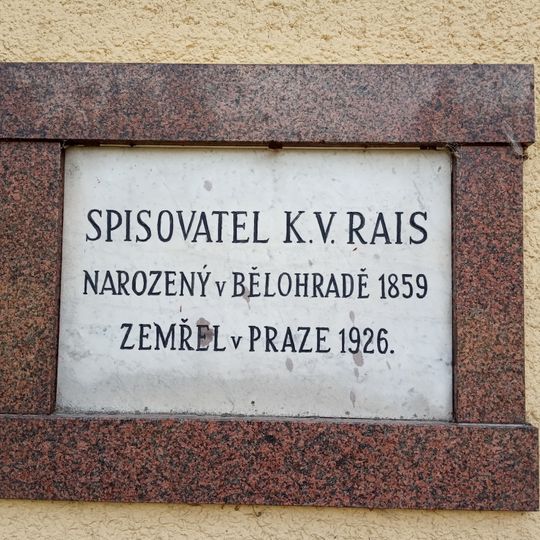 SPISOVATEL K.V. RAIS
NAROZENÝ v BĚLOHRADĚ 1859
ZEMŘEL v PRAZE 1926.